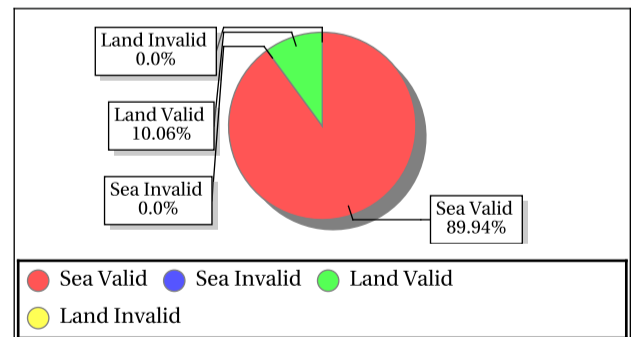 Land Invalid
0.0%
Land Valid
10.06%
Sea Invalid
0.0%
Sea Valid
89.94%
Sea Valid Sea Invalid Land Valid
Land Invalid